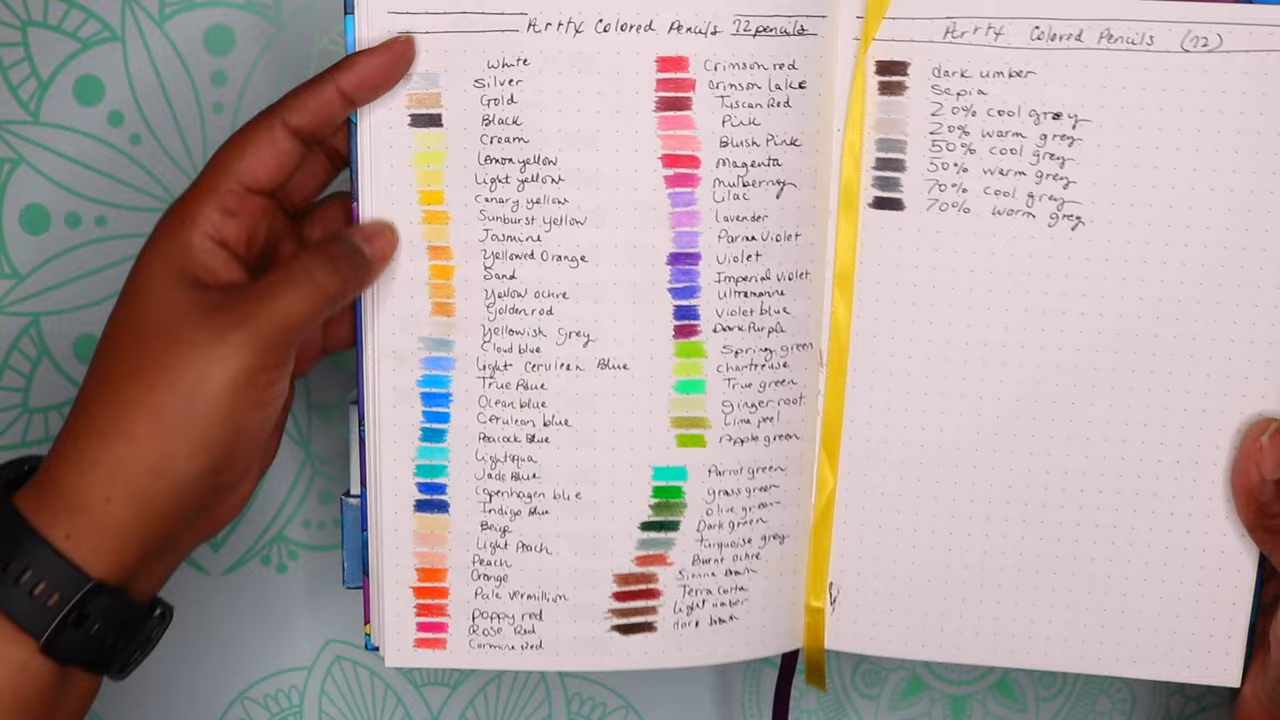 Arrty Colored Pencils 72 pencils
White
Silver
Gold
Black
Cream
Lemon yellow
Light yellow
Canary yellow
Sunburst yellow
Jasmine
Yellowed Orange
Sand
Yellow ochre
Goldenrod
Yellowish grey
Cloud blue
Light Cerulean Blue
True Blue
Ocean blue
Cerulean blue
Peacock Blue
Light aqua
Jade Blue
Copenhagen blue
Indigo Blue
Beige
Light Peach
Peach
Orange
Pale vermillion
Poppy red
Rose Red
Carmine Red
Crimson red
Crimson Lake
Tuscan Red
Pink
Blush Pink
Magenta
Mulberry
Lilac
Lavender
Parma Violet
Violet
Imperial Violet
Ultramarine
Violet blue
Dark Purple
Spring green
chartreuse
True green
ginger root
Lime peel
Apple green
Parrot green
grass green
olive green
Dark green
Turquoise grey
Burnt ochre
Sienna brown
Terra Cotta
Light umber
dark brown
Arrty Colored Pencils (72)
dark umber
Sepia
20% cool grey
20% warm grey
50% cool grey
50% warm grey
70% cool grey
70% warm grey